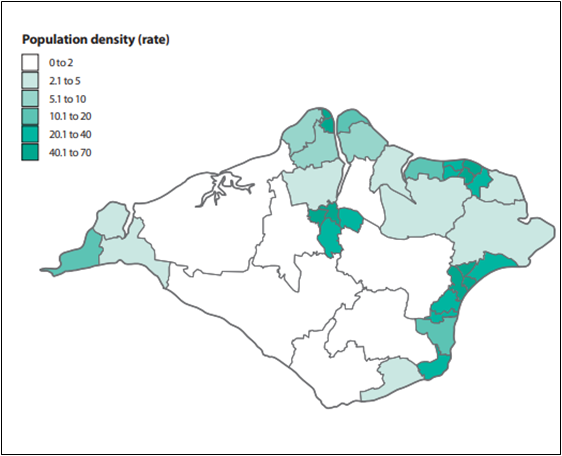 Population density (rate)
0 to 2
2.1 to 5
5.1 to 10
10.1 to 20
20.1 to 40
40.1 to 70